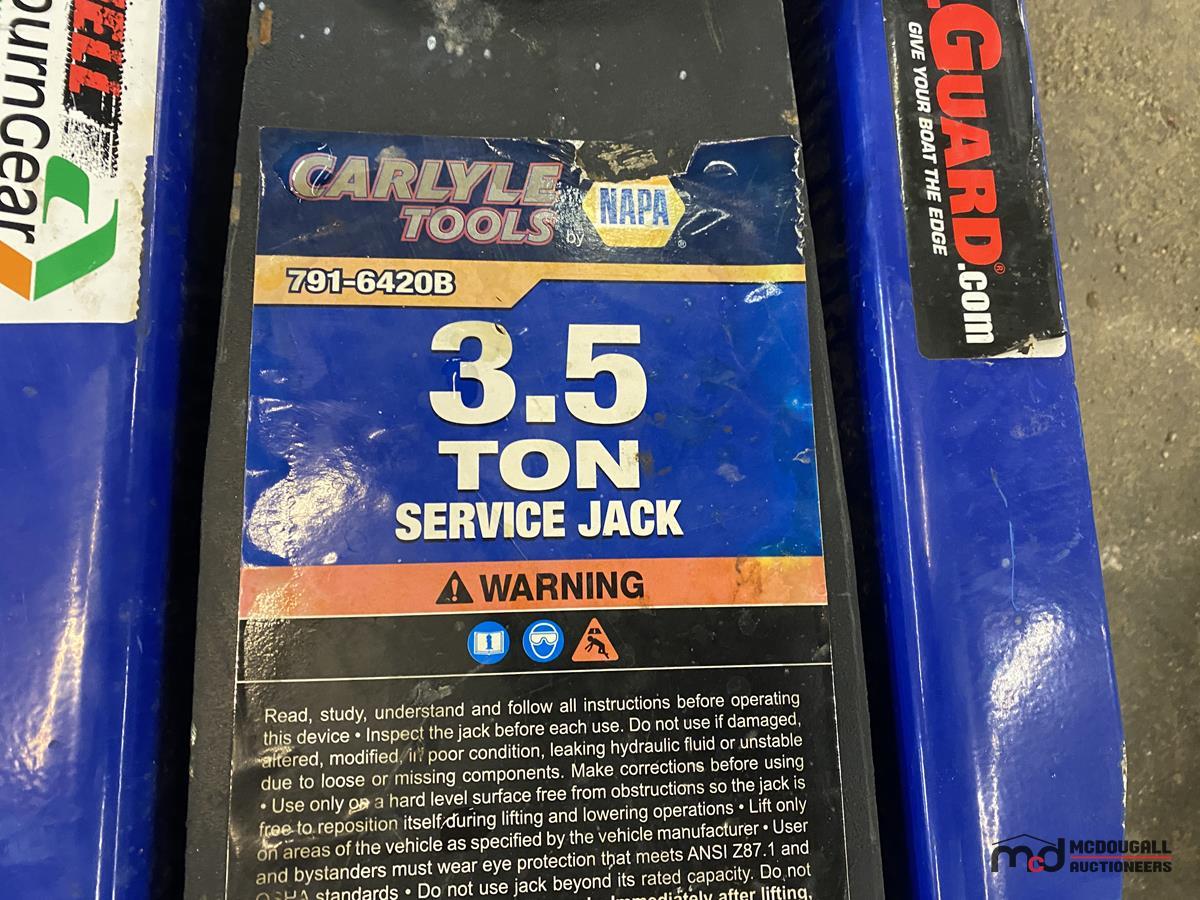 CARLYLE
TOOLS
by
NAPA
®
791-6420B
3.5
TON
SERVICE JACK
WARNING
Read, study, understand and follow all instructions before operating
this device • Inspect the jack before each use. Do not use if damaged,
altered, modified, in poor condition, leaking hydraulic fluid or unstable
due to loose or missing components. Make corrections before using
• Use only on a hard level surface free from obstructions so the jack is
free to reposition itself during lifting and lowering operations • Lift only
on areas of the vehicle as specified by the vehicle manufacturer • User
and bystanders must wear eye protection that meets ANSI Z87.1 and
OSHA standards • Do not use jack beyond its rated capacity. Do not
Immediately after lifting,
GUARD®.com
GIVE YOUR BOAT THE EDGE
mcd MCDOUGALL
AUCTIONEERS